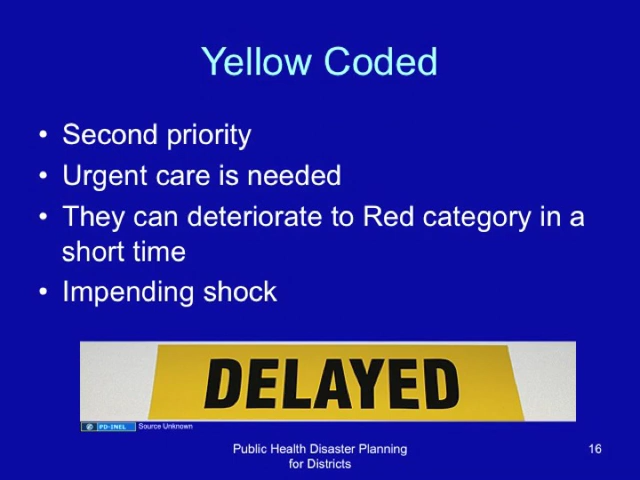 Yellow Coded
• Second priority
• Urgent care is needed
• They can deteriorate to Red category in a
short time
• Impending shock
DELAYED
PD-INEL Source Unknown
Public Health Disaster Planning
for Districts
16